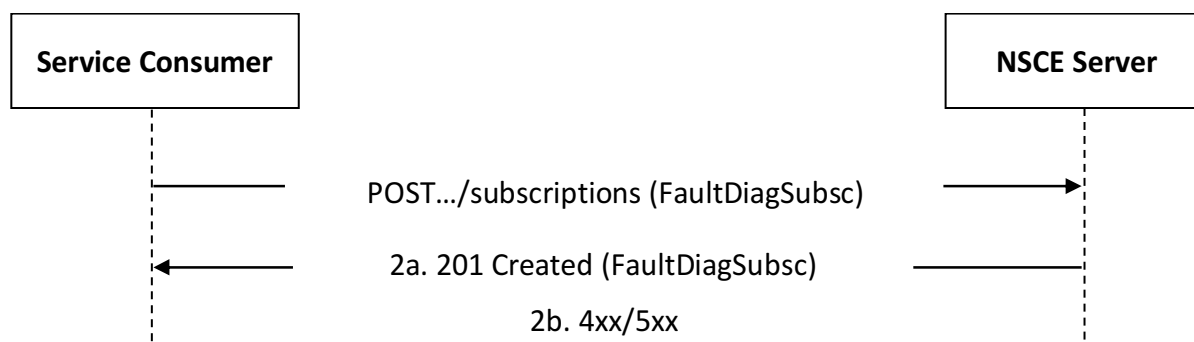 Service Consumer
NSCE Server
POST…/subscriptions (FaultDiagSubsc)
2a. 201 Created (FaultDiagSubsc)
2b. 4xx/5xx